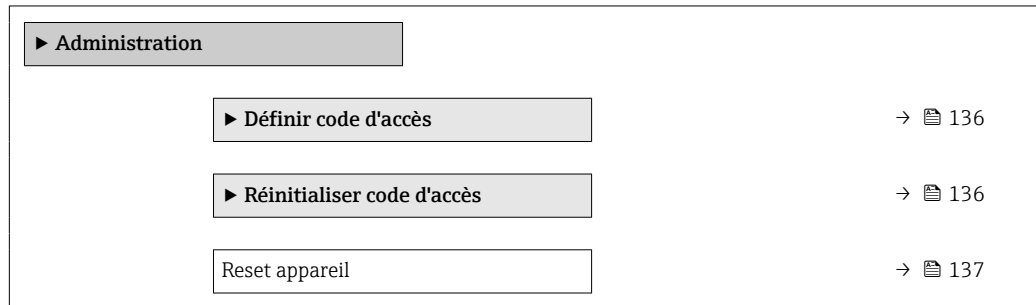 ▶ Administration
▶ Définir code d'accès → 🖹 136
▶ Réinitialiser code d'accès → 🖹 136
Reset appareil → 🖹 137